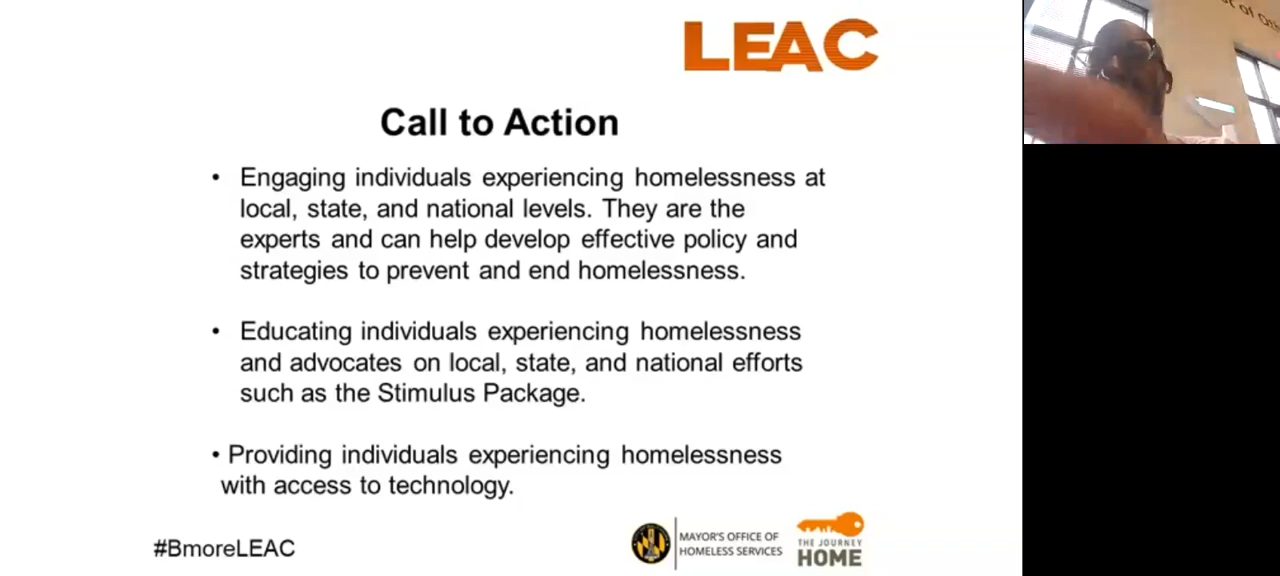 LEAC
Call to Action
• Engaging individuals experiencing homelessness at
local, state, and national levels. They are the
experts and can help develop effective policy and
strategies to prevent and end homelessness.
• Educating individuals experiencing homelessness
and advocates on local, state, and national efforts
such as the Stimulus Package.
• Providing individuals experiencing homelessness
with access to technology.
#BmoreLEAC
MAYOR'S OFFICE OF
HOMELESS SERVICES
THE JOURNEY
HOME